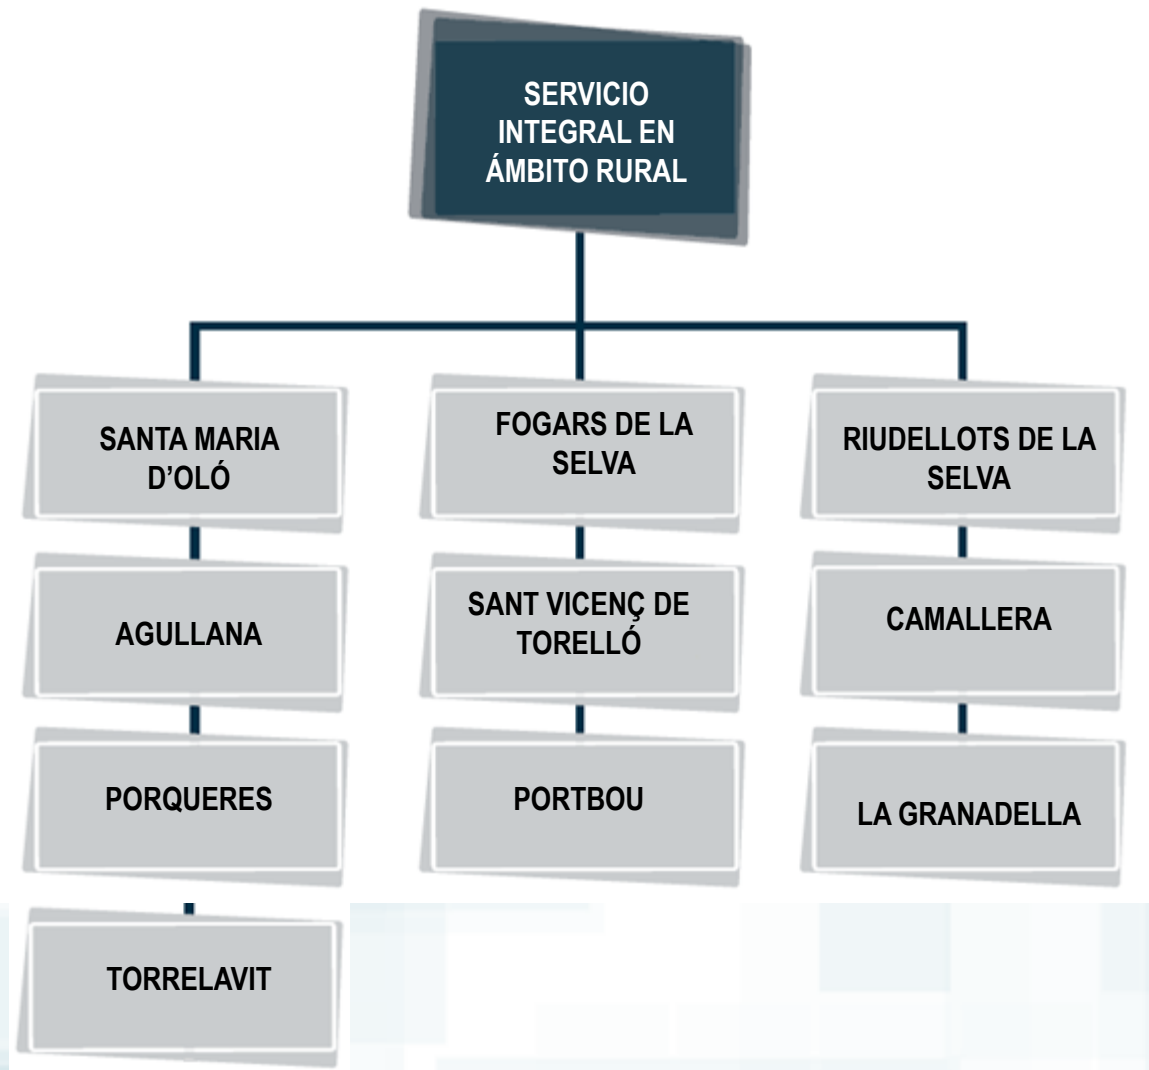 SERVICIO
INTEGRAL EN
ÁMBITO RURAL
SANTA MARIA
D’OLÓ
FOGARS DE LA
SELVA
RIUDELLOTS DE LA
SELVA
AGULLANA
SANT VICENÇ DE
TORELLÓ
CAMALLERA
PORQUERES
PORTBOU
LA GRANADELLA
TORRELAVIT